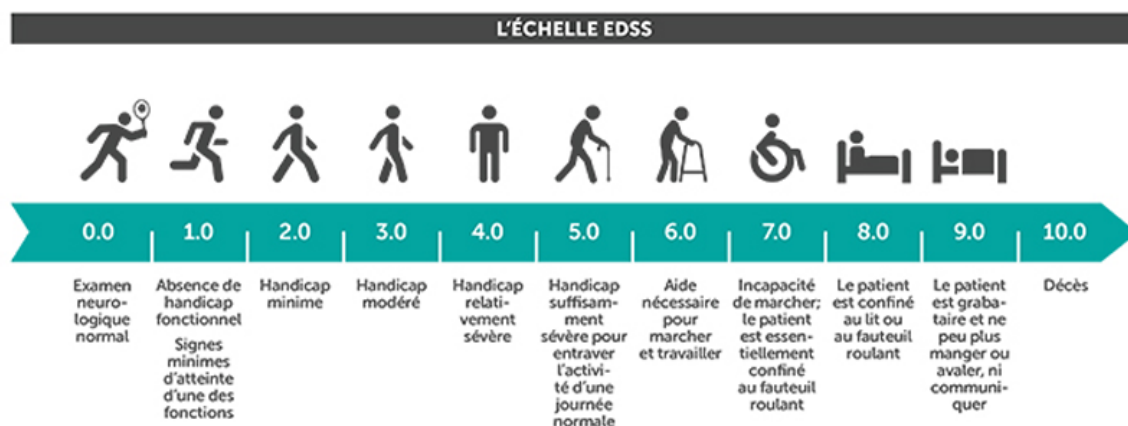 L'ÉCHELLE EDSS
0.0
1.0
2.0
3.0
4.0
5.0
6.0
7.0
8.0
9.0
10.0
Examen
neuro-
logique
normal
Absence de
handicap
fonctionnel
Signes
minimes
d'atteinte
d'une des
fonctions
Handicap
minime
Handicap
modéré
Handicap
relati-
vement
sévère
Handicap
suffisam-
ment
sévère pour
entraver
l'activi-
té d'une
journée
normale
Aide
nécessaire
pour
marcher
et travailler
Incapacité
de marcher;
le patient
est essen-
tiellement
confiné
au fauteuil
roulant
Le patient
est confiné
au lit ou
au fauteuil
roulant
Le patient
est graba-
taire et ne
peu plus
manger ou
avaler, ni
communi-
quer
Décès